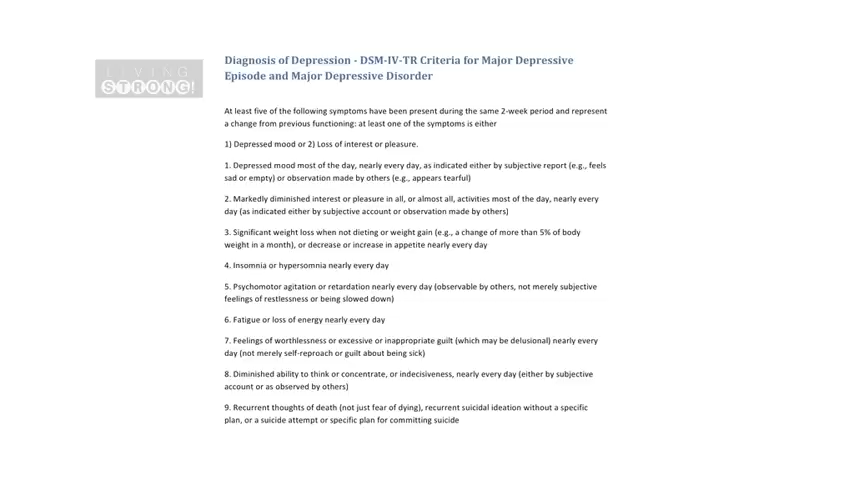 LIVING
STRONG!
Diagnosis of Depression - DSM-IV-TR Criteria for Major Depressive
Episode and Major Depressive Disorder
At least five of the following symptoms have been present during the same 2-week period and represent
a change from previous functioning: at least one of the symptoms is either
1) Depressed mood or 2) Loss of interest or pleasure.
1. Depressed mood most of the day, nearly every day, as indicated either by subjective report (e.g., feels
sad or empty) or observation made by others (e.g., appears tearful)
2. Markedly diminished interest or pleasure in all, or almost all, activities most of the day, nearly every
day (as indicated either by subjective account or observation made by others)
3. Significant weight loss when not dieting or weight gain (e.g., a change of more than 5% of body
weight in a month), or decrease or increase in appetite nearly every day
4. Insomnia or hypersomnia nearly every day
5. Psychomotor agitation or retardation nearly every day (observable by others, not merely subjective
feelings of restlessness or being slowed down)
6. Fatigue or loss of energy nearly every day
7. Feelings of worthlessness or excessive or inappropriate guilt (which may be delusional) nearly every
day (not merely self-reproach or guilt about being sick)
8. Diminished ability to think or concentrate, or indecisiveness, nearly every day (either by subjective
account or as observed by others)
9. Recurrent thoughts of death (not just fear of dying), recurrent suicidal ideation without a specific
plan, or a suicide attempt or specific plan for committing suicide